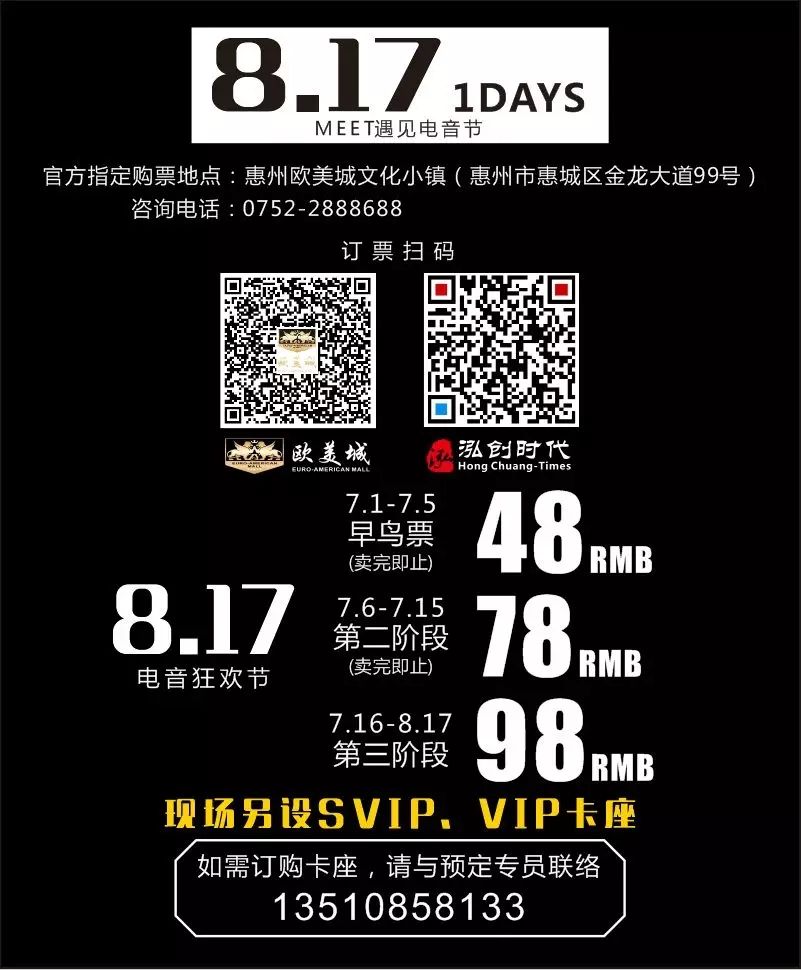 8.17 1DAYS
MEET遇见电音节
官方指定购票地点：惠州欧美城文化小镇（惠州市惠城区金龙大道99号）
咨询电话：0752-2888688
订票扫码
欧美城
EURO-AMERICAN MALL
泓创时代
Hong Chuang-Times
7.1-7.5
早鸟票
(卖完即止)
48RMB
8.17
电音狂欢节
7.6-7.15
第二阶段
(卖完即止)
78RMB
7.16-8.17
第三阶段
98RMB
现场另设SVIP、VIP卡座
如需订购卡座，请与预定专员联络
13510858133